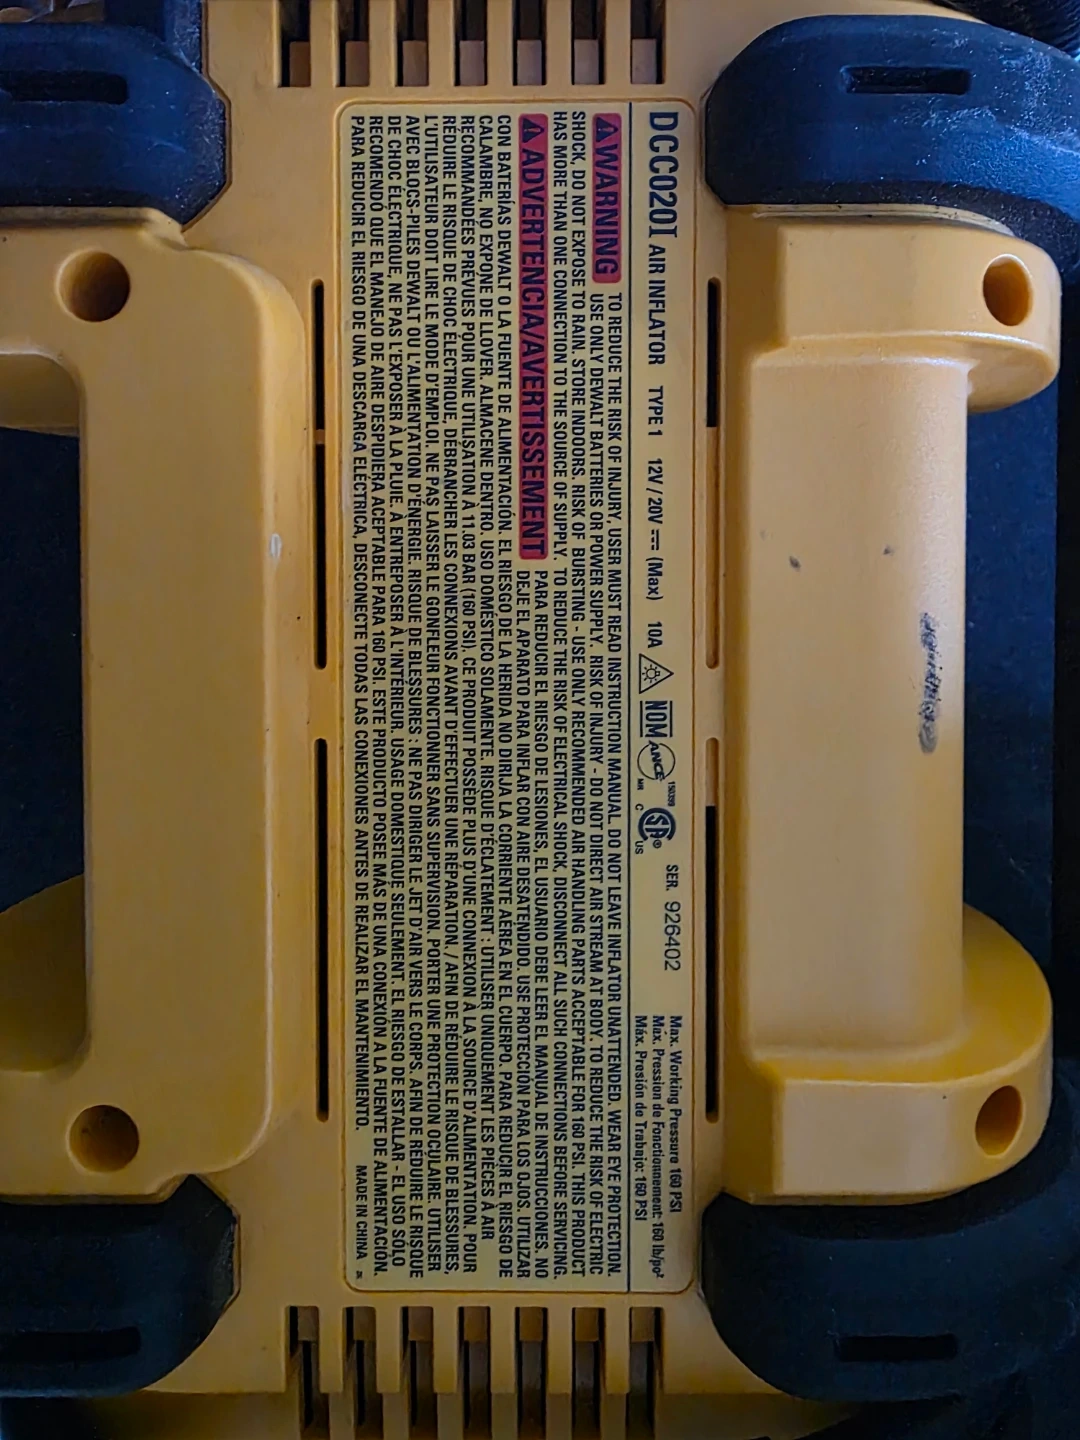 DCC020I AIR INFLATOR TYPE 1 12V / 20V (Max) 10A NOM ANCE MR 150399 C SA® US SER. 926402
Max. Working Pressure 160 PSI
Max. Pression de Fonctionnement: 160 lb/po²
Máx. Presión de Trabajo: 160 PSI
WARNING TO REDUCE THE RISK OF INJURY, USER MUST READ INSTRUCTION MANUAL. DO NOT LEAVE INFLATOR UNATTENDED. WEAR EYE PROTECTION.
USE ONLY DEWALT BATTERIES OR POWER SUPPLY. RISK OF INJURY - DO NOT DIRECT AIR STREAM AT BODY. TO REDUCE THE RISK OF ELECTRIC
SHOCK, DO NOT EXPOSE TO RAIN. STORE INDOORS. RISK OF BURSTING - USE ONLY RECOMMENDED AIR HANDLING PARTS ACCEPTABLE FOR 160 PSI. THIS PRODUCT
HAS MORE THAN ONE CONNECTION TO THE SOURCE OF SUPPLY. TO REDUCE THE RISK OF ELECTRICAL SHOCK, DISCONNECT ALL SUCH CONNECTIONS BEFORE SERVICING.
ADVERTENCIA/AVERTISSEMENT PARA REDUCIR EL RIESGO DE LESIONES, EL USUARIO DEBE LEER EL MANUAL DE INSTRUCCIONES. NO
DEJE EL APARATO PARA INFLAR CON AIRE DESATENDIDO. USE PROTECCIÓN PARA LOS OJOS. UTILIZAR
CON BATERÍAS DEWALT O LA FUENTE DE ALIMENTACIÓN. EL RIESGO DE LA HERIDA NO DIRIJA LA CORRIENTE AÉREA EN EL CUERPO. PARA REDUCIR EL RIESGO DE
CALAMBRE, NO EXPONE DE LLOVER. ALMACENE DENTRO. USO DOMESTICO SOLAMENTE. RISQUE D'ÉCLATEMENT : UTILISER UNIQUEMENT LES PIÈCES À AIR
RECOMMANDÉES PRÉVUES POUR UNE UTILISATION À 11.03 BAR (160 PSI). CE PRODUIT POSSÈDE PLUS D'UNE CONNEXION À LA SOURCE D'ALIMENTATION. POUR
RÉDUIRE LE RISQUE DE CHOC ÉLECTRIQUE, DÉBRANCHER LES CONNEXIONS AVANT D'EFFECTUER UNE RÉPARATION. / AFIN DE RÉDUIRE LE RISQUE DE BLESSURES,
L'UTILISATEUR DOIT LIRE LE MODE D'EMPLOI. NE PAS LAISSER LE GONFLEUR FONCTIONNER SANS SUPERVISION. PORTER UNE PROTECTION OCULAIRE. UTILISER
AVEC BLOCS-PILES DEWALT OU L'ALIMENTATION D'ÉNERGIE. RISQUE DE BLESSURES : NE PAS DIRIGER LE JET D'AIR VERS LE CORPS. AFIN DE RÉDUIRE LE RISQUE
DE CHOC ÉLECTRIQUE, NE PAS L'EXPOSER À LA PLUIE. À ENTREPOSER À L'INTÉRIEUR. USAGE DOMESTIQUE SEULEMENT. EL RIESGO DE ESTALLAR - EL USO SOLO
RECOMENDO QUE EL MANEJO DE AIRE DESPIDIERA ACEPTABLE PARA 160 PSI. ESTE PRODUCTO POSEE MÁS DE UNA CONEXION A LA FUENTE DE ALIMENTACIÓN.
PARA REDUCIR EL RIESGO DE UNA DESCARGA ELECTRICA, DESCONECTE TODAS LAS CONEXIONES ANTES DE REALIZAR EL MANTENIMIENTO. MADE IN CHINA